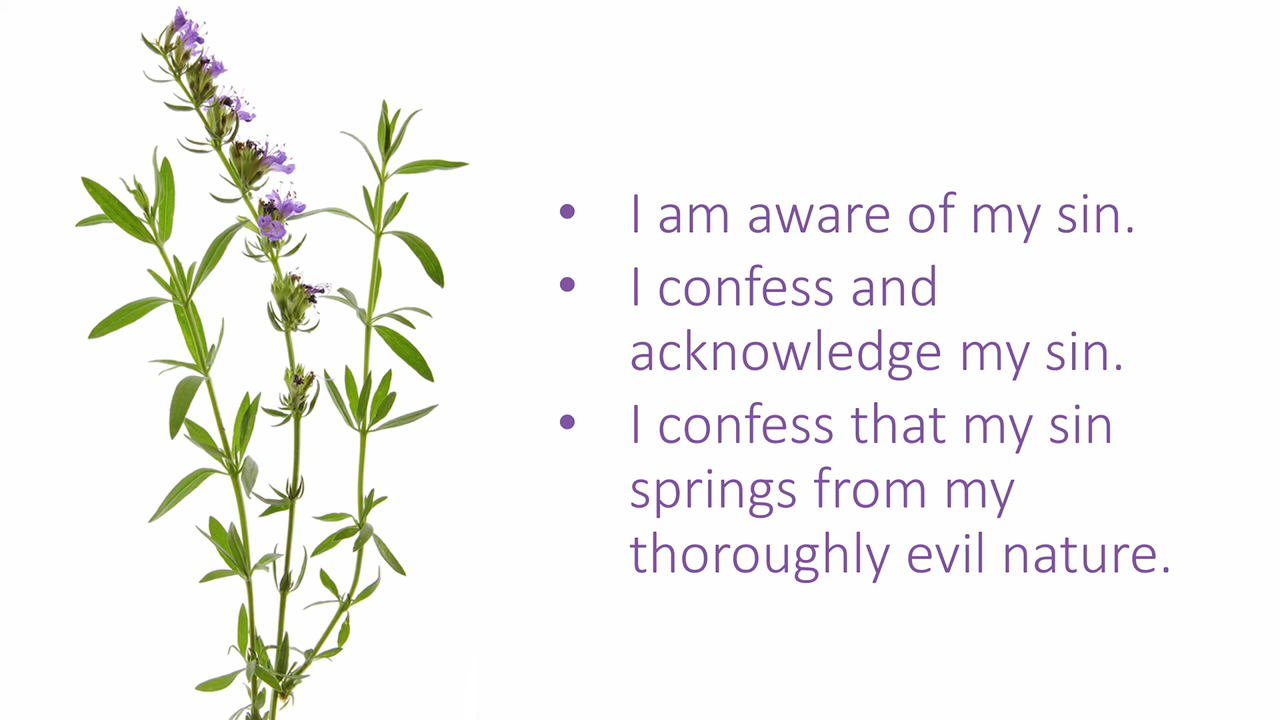 • I am aware of my sin.
• I confess and
acknowledge my sin.
• I confess that my sin
springs from my
thoroughly evil nature.